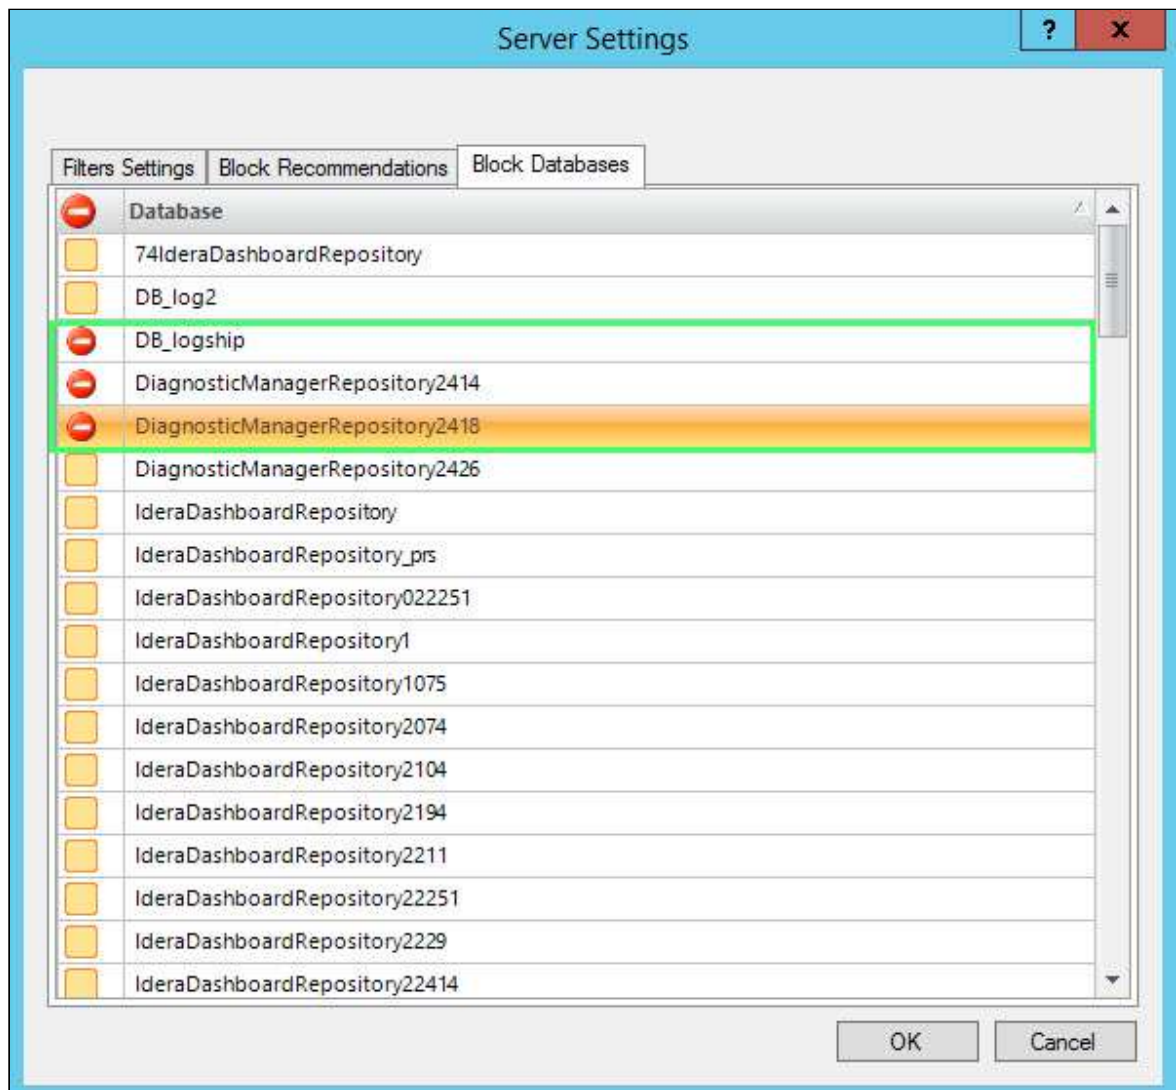 Server Settings
?
x
Filters Settings
Block Recommendations
Block Databases
Database
74IderaDashboardRepository
DB_log2
DB_logship
DiagnosticManagerRepository2414
DiagnosticManagerRepository2418
DiagnosticManagerRepository2426
IderaDashboardRepository
IderaDashboardRepository_prs
IderaDashboardRepository022251
IderaDashboardRepository1
IderaDashboardRepository1075
IderaDashboardRepository2074
IderaDashboardRepository2104
IderaDashboardRepository2194
IderaDashboardRepository2211
IderaDashboardRepository22251
IderaDashboardRepository2229
IderaDashboardRepository22414
OK
Cancel